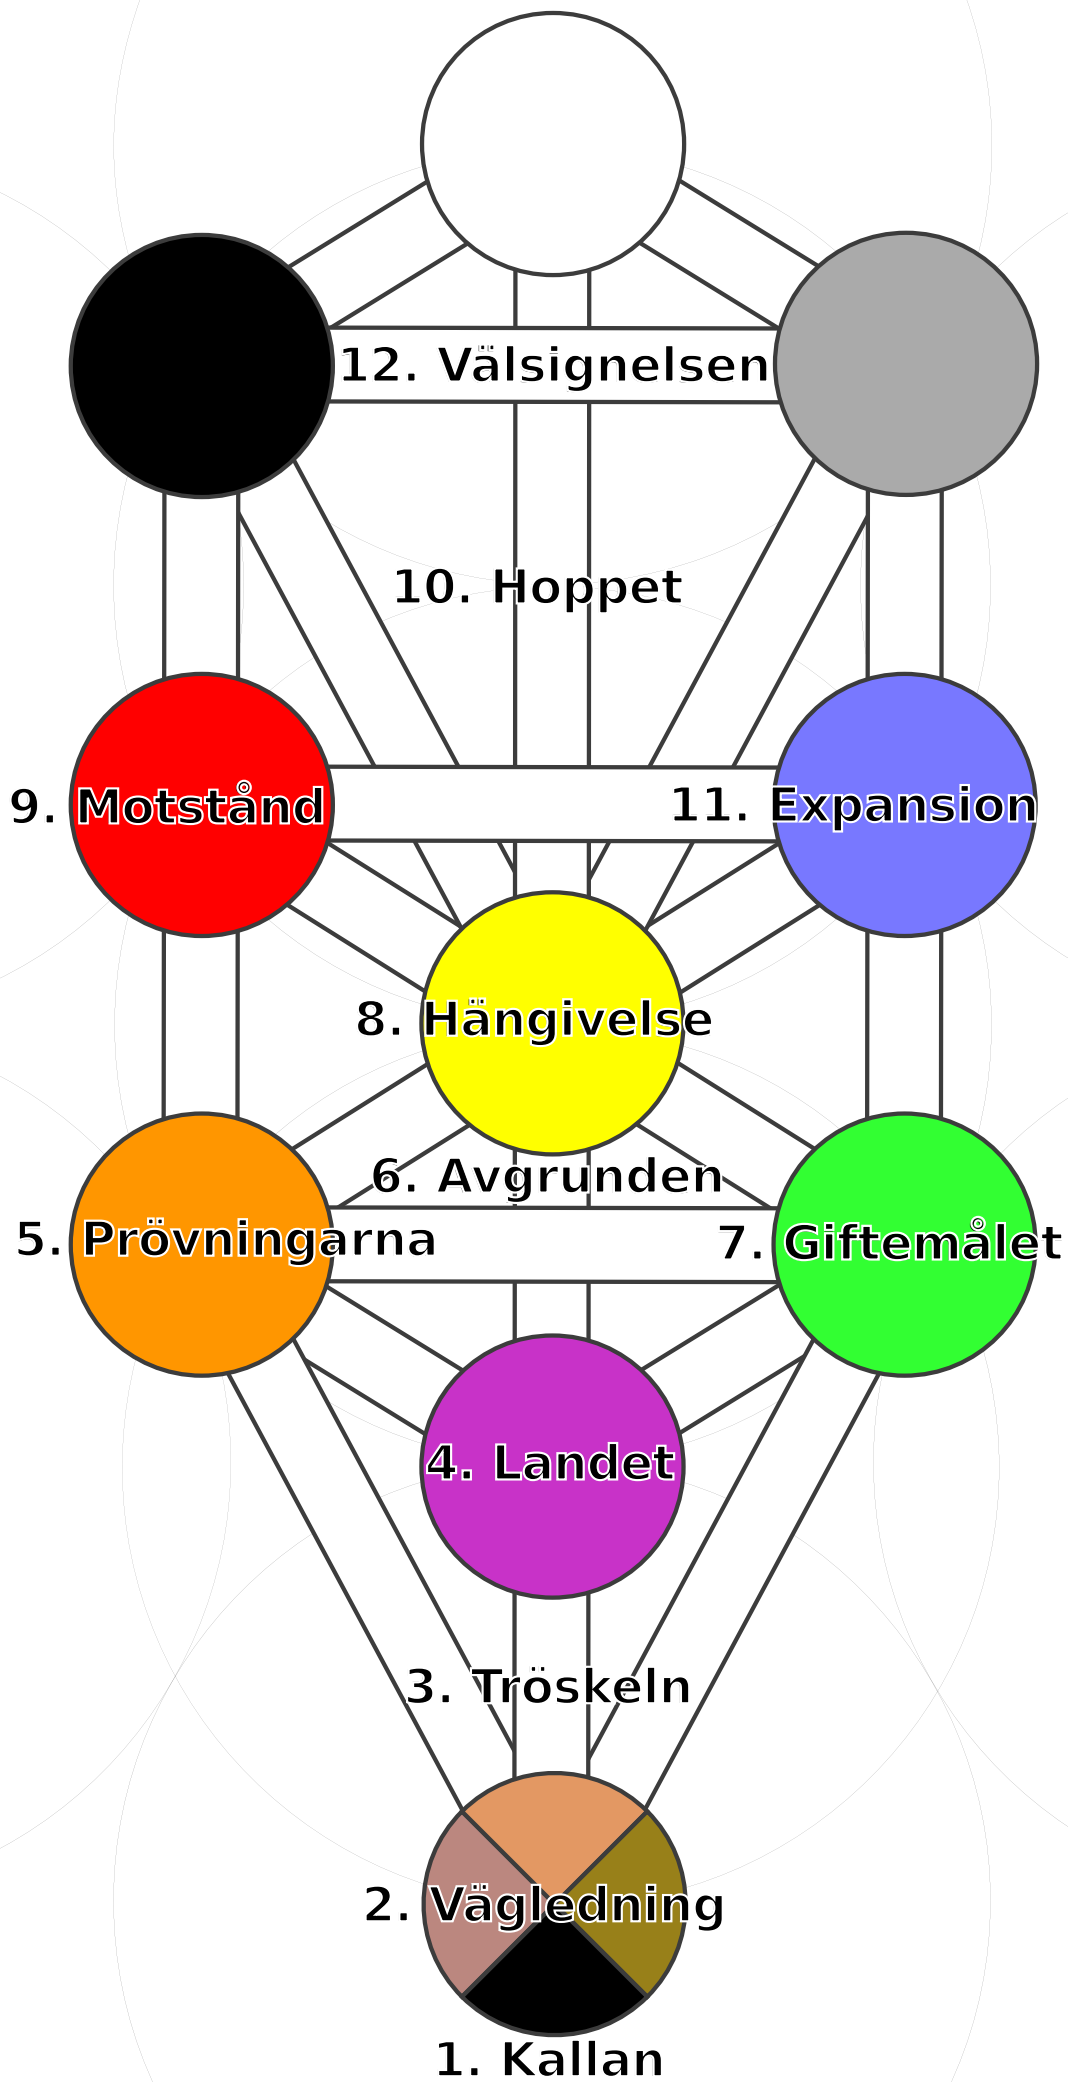 12. Välsignelsen
10. Hoppet
9. Motstånd
11. Expansion
8. Hängivelse
6. Avgrunden
5. Prövningarna
7. Giftemålet
4. Landet
3. Tröskeln
2. Vägledning
1. Kallan